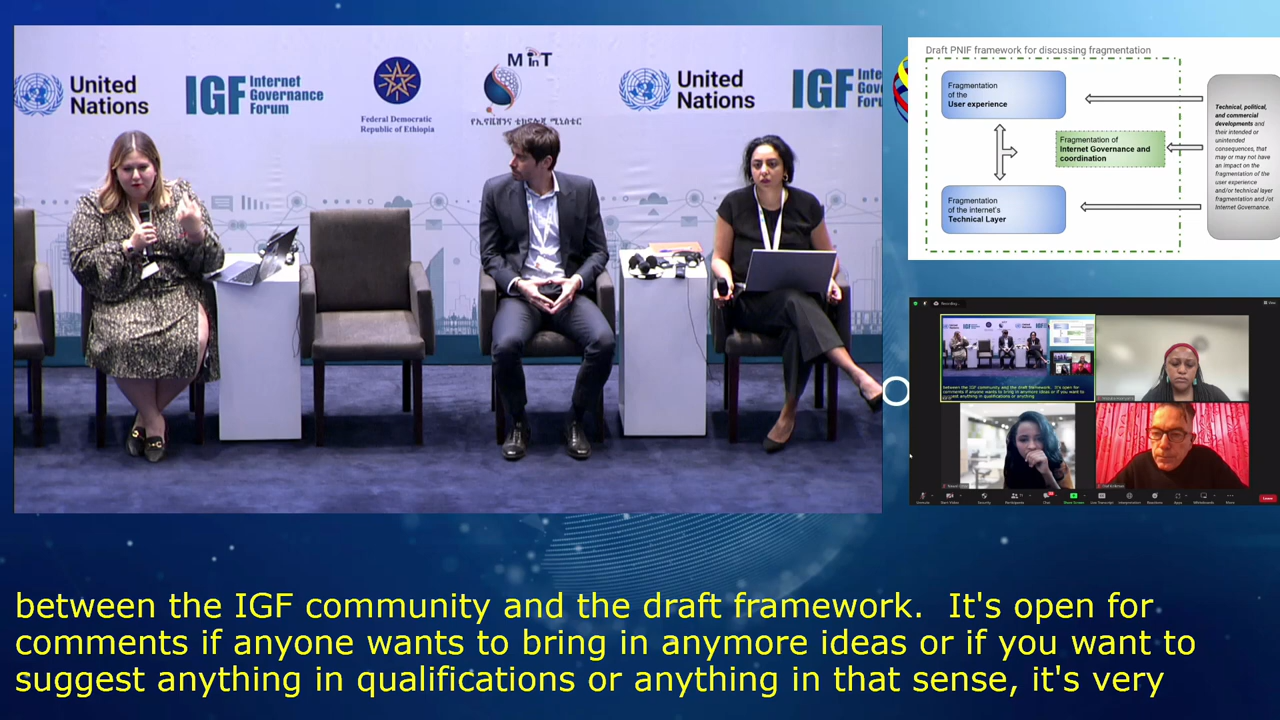 United
Nations
IGF Internet
Governance
Forum
Federal Democratic
Republic of Ethiopia
MinT
የኢኖቬሽንና ቴክኖሎጂ ሚኒስቴር
United
Nations
IGF
Draft PNIF framework for discussing fragmentation
Fragmentation
of the
User experience
Fragmentation of
Internet Governance and
coordination
Fragmentation
of the internet's
Technical Layer
Technical, political,
and commercial
developments and
their intended or
unintended
consequences, that
may or may not have
an impact on the
fragmentation of the
user experience
and/or technical layer
fragmentation and /ot
Internet Governance.
between the IGF community and the draft framework. It's open for
comments if anyone wants to bring in anymore ideas or if you want to
suggest anything in qualifications or anything in that sense, it's very